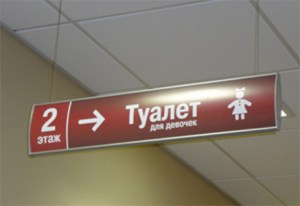 2
этаж
Туалет
для девочек